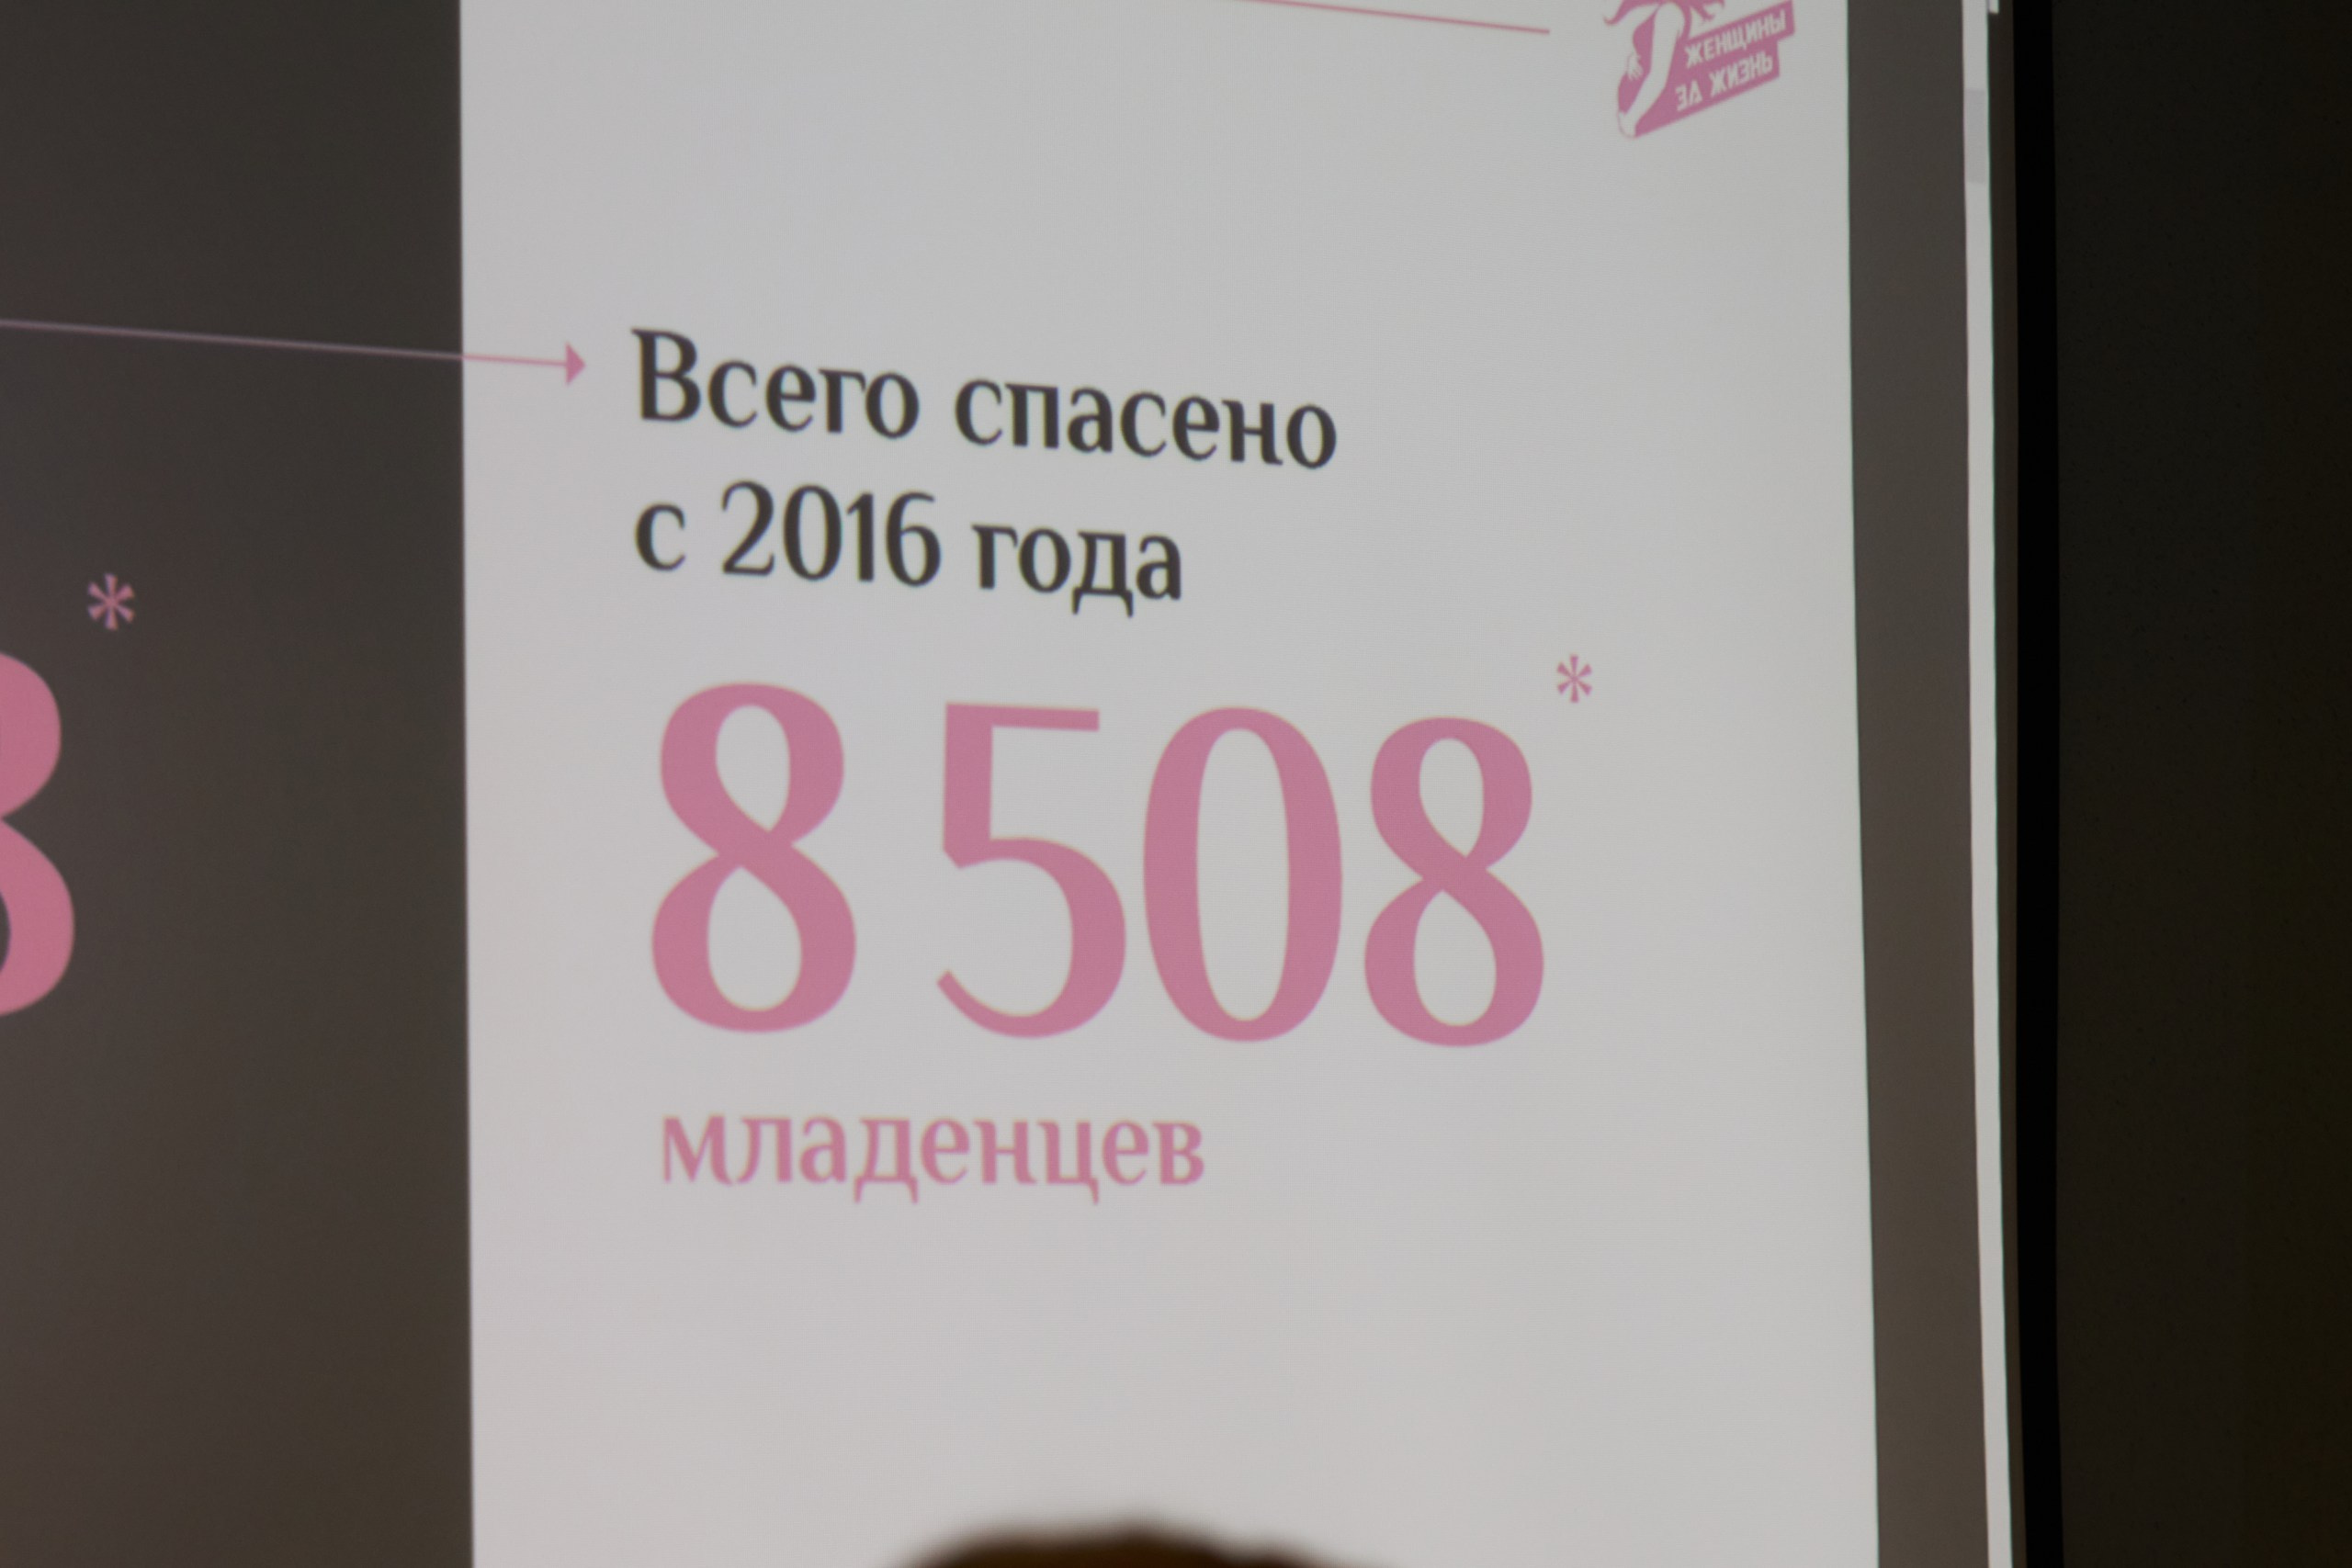 ЖЕНЩИНЫ
ЗА ЖИЗНЬ
Всего спасено
с 2016 года
*
8 508*
младенцев